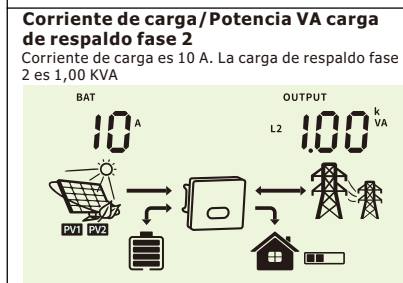 Corriente de carga/Potencia VA carga
de respaldo fase 2
Corriente de carga es 10 A. La carga de respaldo fase
2 es 1,00 KVA
BAT OUTPUT
10 A L2 1.00 k VA
PV1 PV2